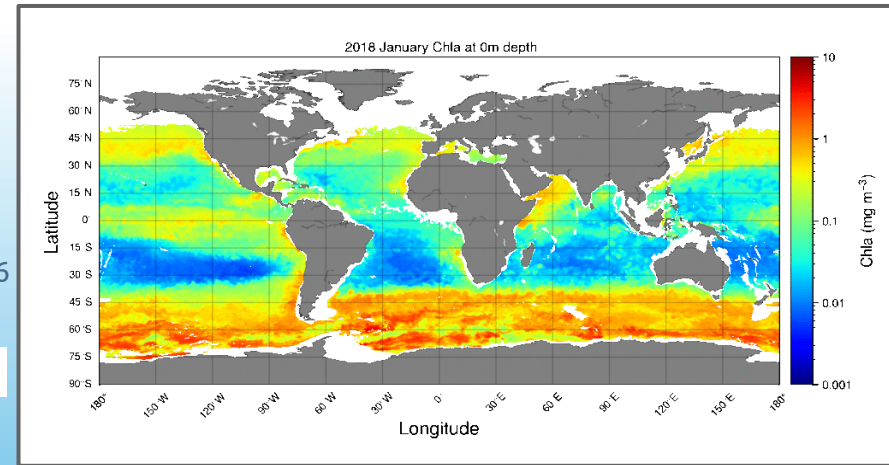 2018 January Chla at 0m depth
75°N
60°N
45°N
30°N
15°N
0°
15°S
30°S
45°S
60°S
75°S
90°S
Latitude
180°
150°W
120°W
90°W
60°W
30°W
0°
30°E
60°E
90°E
120°E
150°E
180°
Longitude
10
1
0.1
0.01
0.001
Chla (mg m⁻³)
6